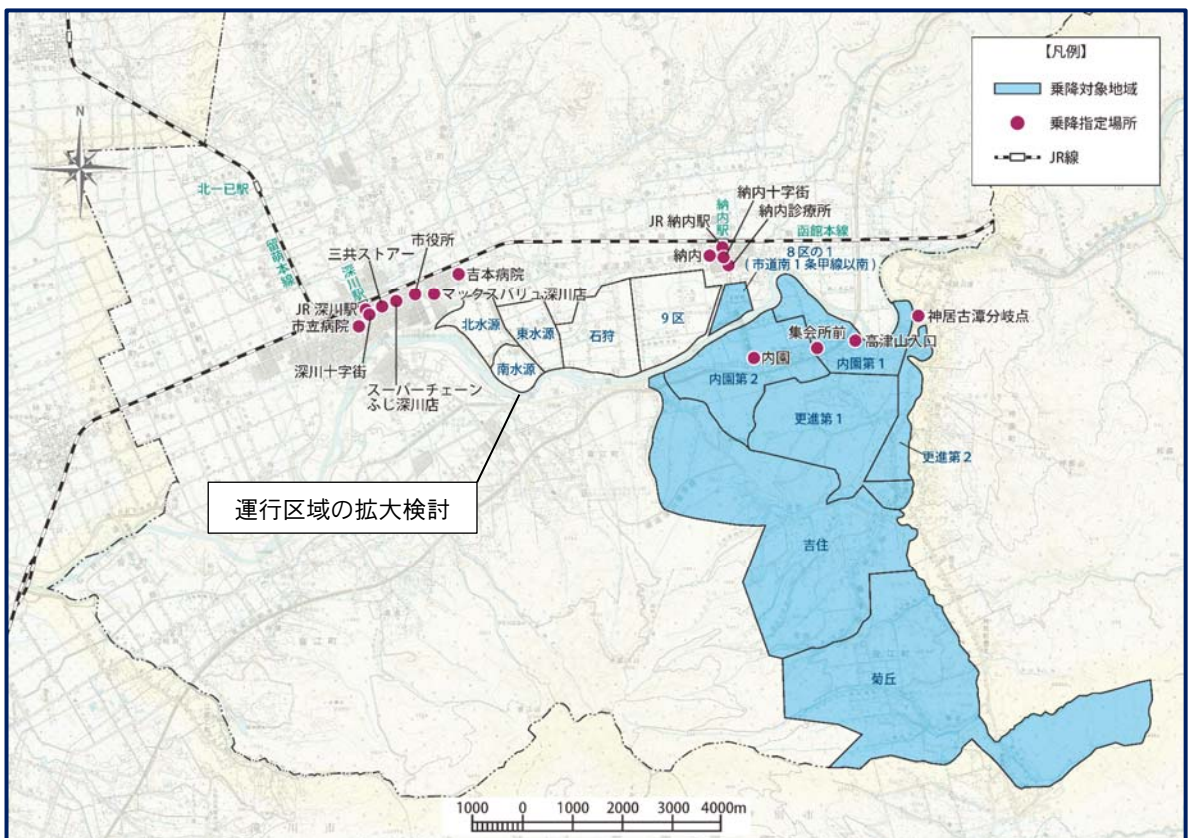 【凡例】
乗降対象地域
乗降指定場所
JR線
N
北一已駅
留萌本線
深川駅
三共ストアー
市役所
吉本病院
マックスバリュ深川店
JR 深川駅
市立病院
深川十字街
スーパーチェーン
ふじ深川店
納内十字街
納内診療所
JR 納内駅
納内駅
函館本線
納内
8区の1
(市道南1条甲線以南)
北水源
東水源
南水源
石狩
9区
神居古潭分岐点
集会所前
高津山入口
内園
内園第1
内園第2
更進第1
更進第2
運行区域の拡大検討
吉住
菊丘
1000 0 1000 2000 3000 4000m